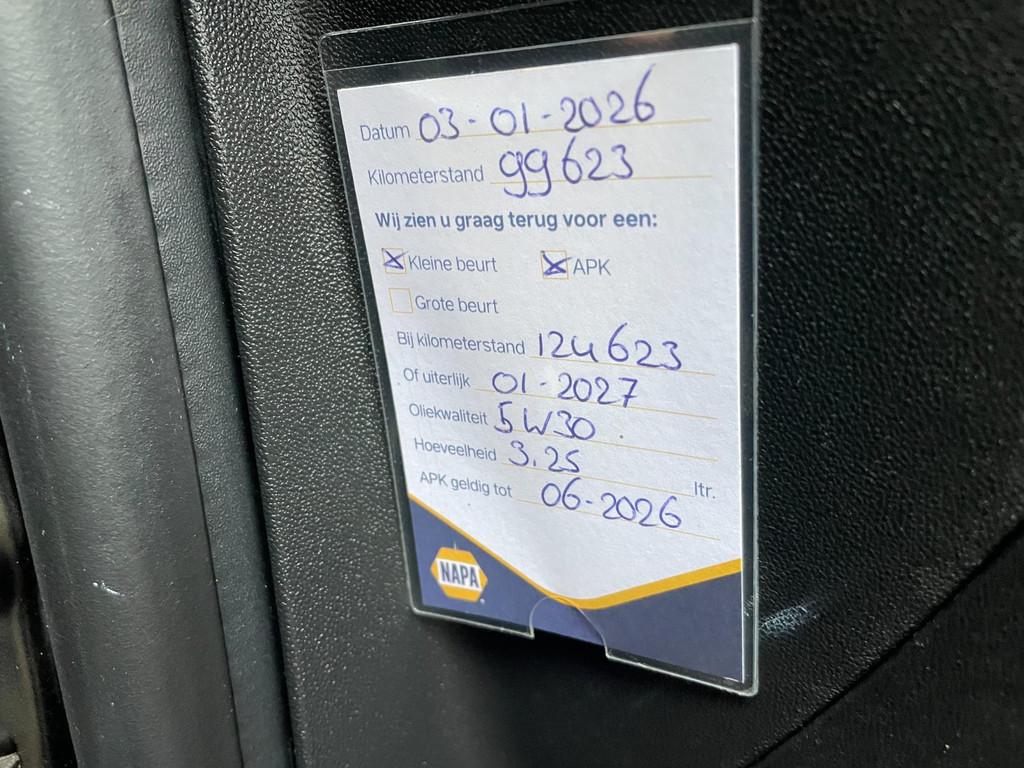 Datum 03-01-2026
Kilometerstand 99623
Wij zien u graag terug voor een:
Kleine beurt APK
Grote beurt
Bij kilometerstand 124623
Of uiterlijk 01-2027
Oliekwaliteit 5W30
Hoeveelheid 3.25 ltr.
APK geldig tot 06-2026
NAPA